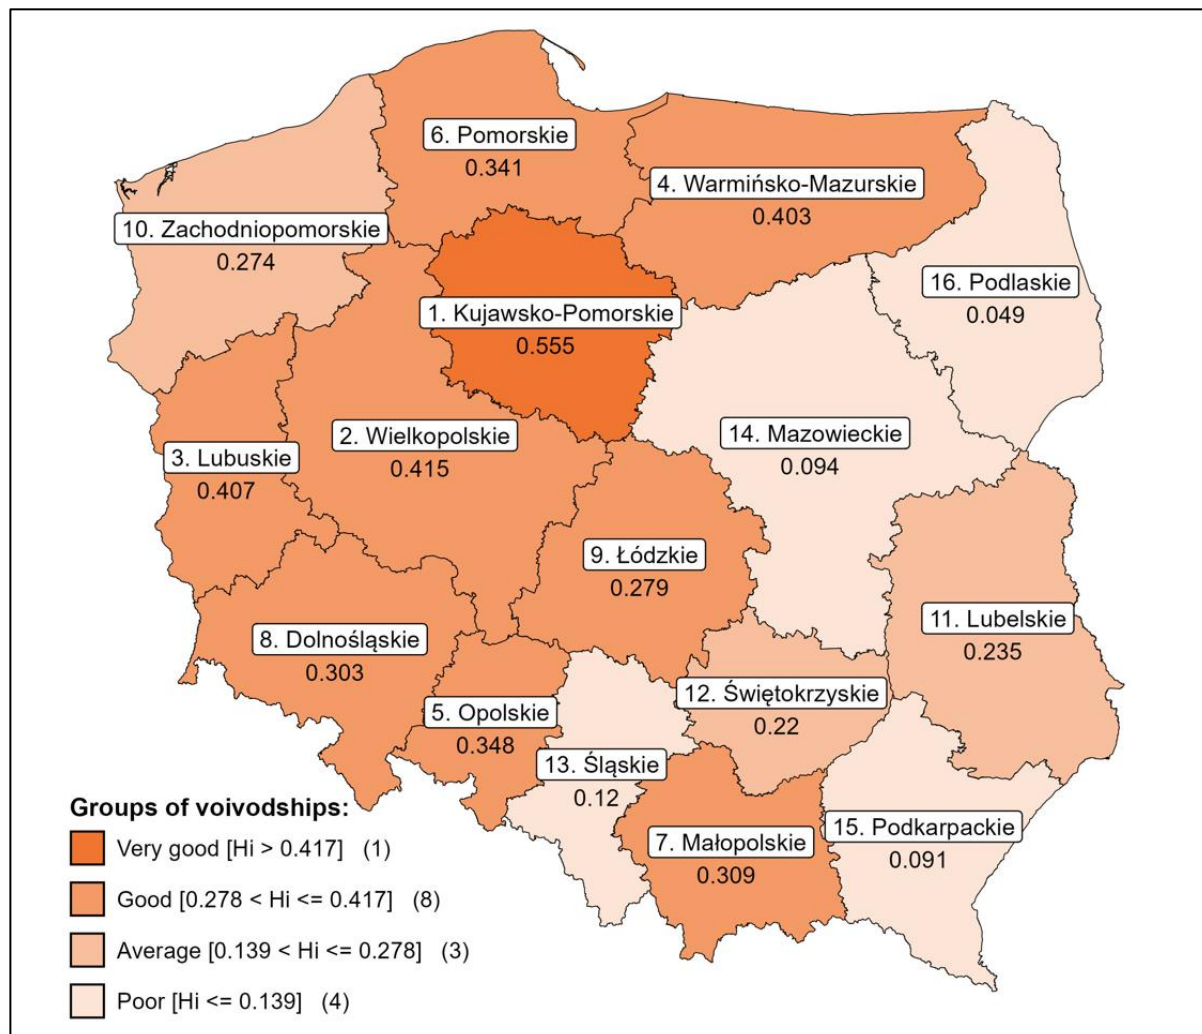 6. Pomorskie
0.341
4. Warmińsko-Mazurskie
0.403
10. Zachodniopomorskie
0.274
16. Podlaskie
0.049
1. Kujawsko-Pomorskie
0.555
2. Wielkopolskie
0.415
14. Mazowieckie
0.094
3. Lubuskie
0.407
9. Łódzkie
0.279
11. Lubelskie
0.235
8. Dolnośląskie
0.303
12. Świętokrzyskie
0.22
5. Opolskie
0.348
13. Śląskie
0.12
15. Podkarpackie
0.091
7. Małopolskie
0.309
Groups of voivodships:
Very good [Hi > 0.417] (1)
Good [0.278 < Hi <= 0.417] (8)
Average [0.139 < Hi <= 0.278] (3)
Poor [Hi <= 0.139] (4)